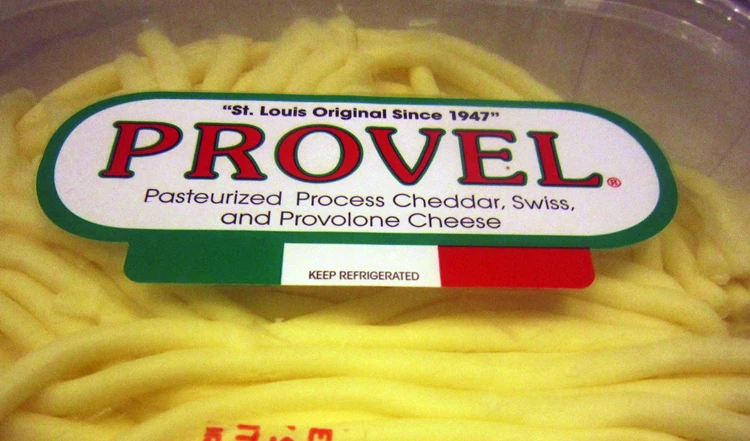 "St. Louis Original Since 1947"
PROVEL®
Pasteurized Process Cheddar, Swiss,
and Provolone Cheese
KEEP REFRIGERATED